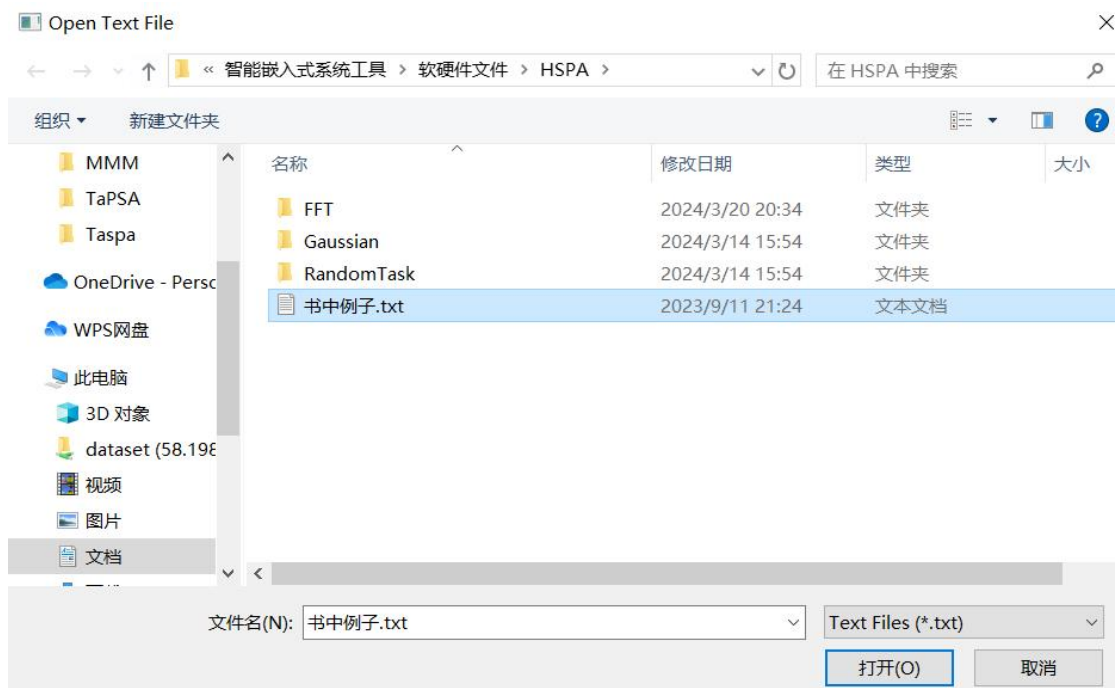 Open Text File
« 智能嵌入式系统工具 › 软硬件文件 › HSPA ›
在 HSPA 中搜索
组织
新建文件夹
名称 修改日期 类型 大小
MMM
TaPSA
Taspa
OneDrive - Perso
WPS网盘
此电脑
3D 对象
dataset (58.198
视频
图片
文档
FFT 2024/3/20 20:34 文件夹
Gaussian 2024/3/14 15:54 文件夹
RandomTask 2024/3/14 15:54 文件夹
书中例子.txt 2023/9/11 21:24 文本文档
文件名(N): 书中例子.txt
Text Files (*.txt)
打开(O)
取消